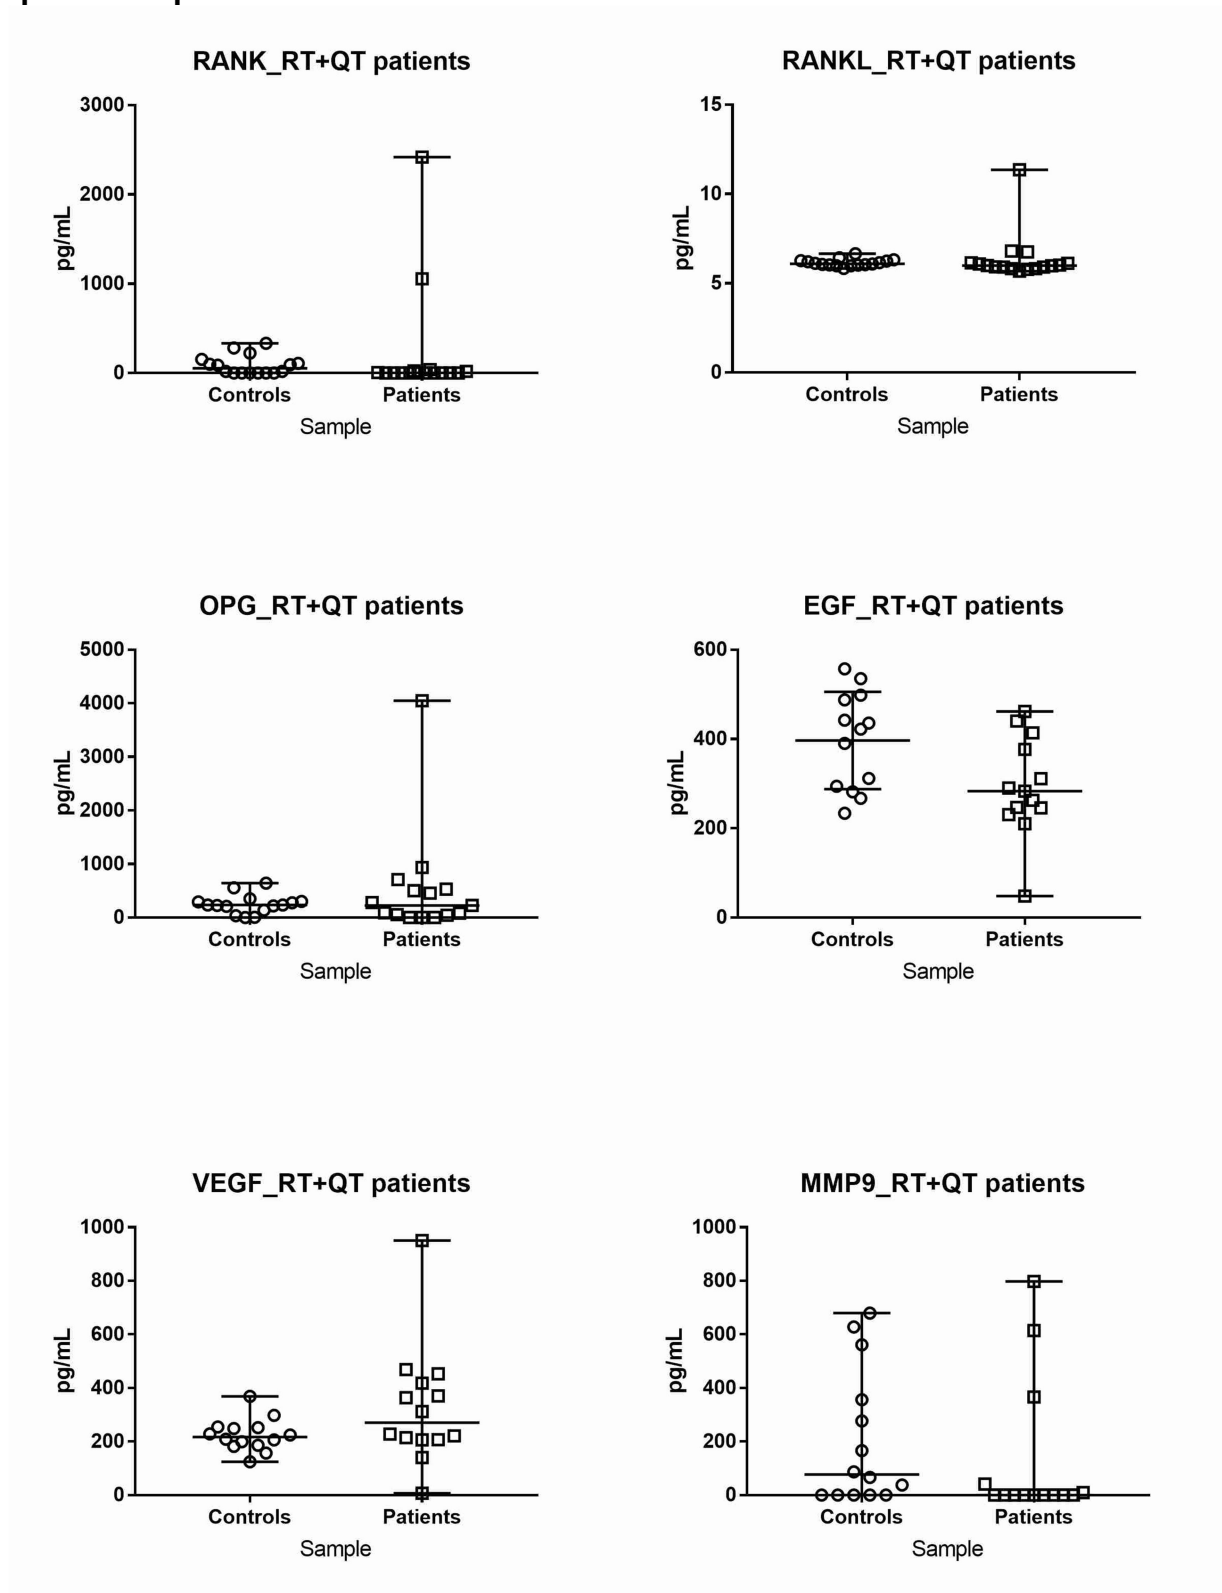 RANK_RT+QT patients
3000
2000
1000
0
pg/mL
Controls
Patients
Sample
RANKL_RT+QT patients
15
10
5
0
pg/mL
Controls
Patients
Sample
OPG_RT+QT patients
5000
4000
3000
2000
1000
0
pg/mL
Controls
Patients
Sample
EGF_RT+QT patients
600
400
200
0
pg/mL
Controls
Patients
Sample
VEGF_RT+QT patients
1000
800
600
400
200
0
pg/mL
Controls
Patients
Sample
MMP9_RT+QT patients
1000
800
600
400
200
0
pg/mL
Controls
Patients
Sample